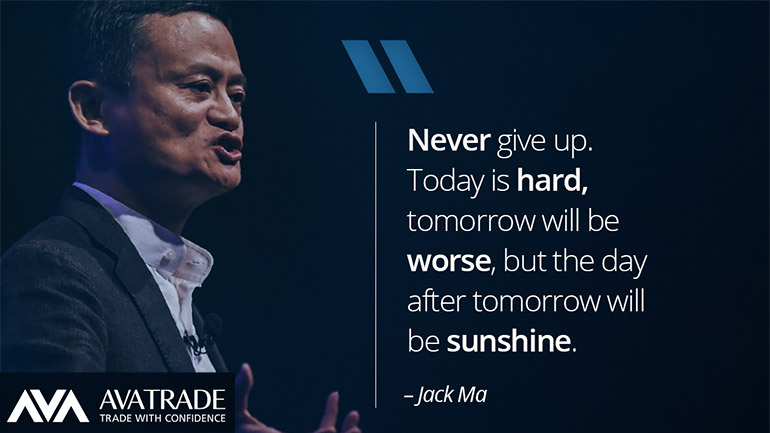 Never give up.
Today is hard,
tomorrow will be
worse, but the day
after tomorrow will
be sunshine.
– Jack Ma
AVA AVATRADE
TRADE WITH CONFIDENCE